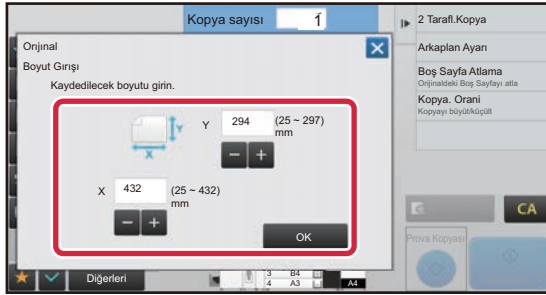 Kopya sayısı 1
Orijinal
Boyut Girişi
Kaydedilecek boyutu girin.
Y 294 (25 ~ 297)
mm
X Y
− +
X 432 (25 ~ 432)
mm
− +
OK
Diğerleri
3 B4
4 A3 A4
2 Tarafl.Kopya
Arkaplan Ayarı
Boş Sayfa Atlama
Orijinaldeki Boş Sayfayı atla
Kopya. Orani
Kopyayı büyüt/küçült
CA
Prova Kopyası